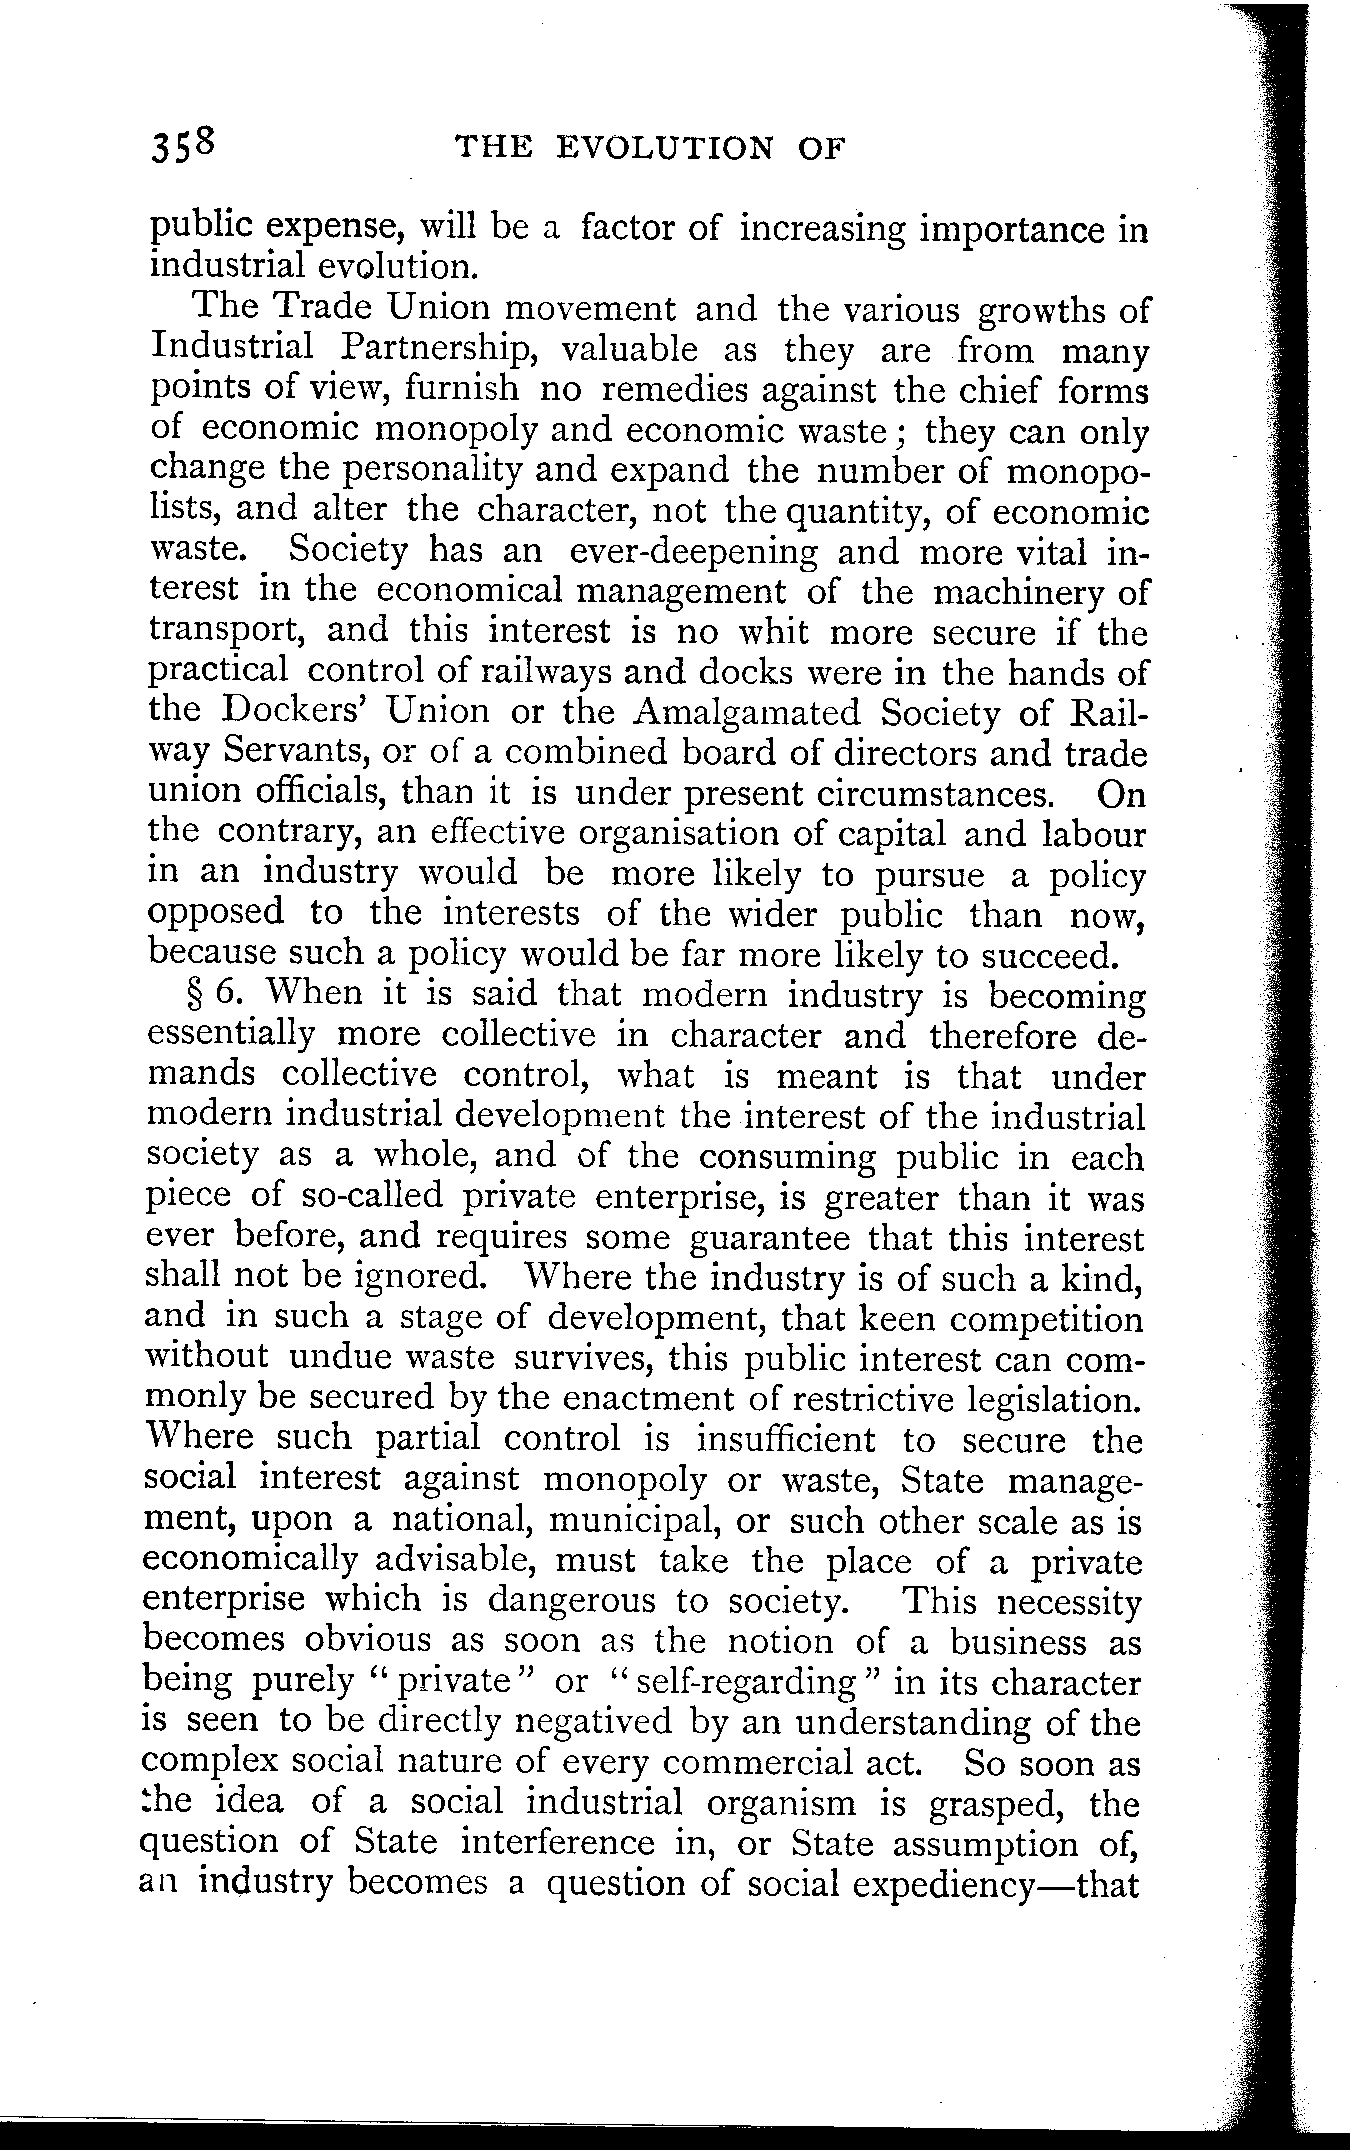 358 THE EVOLUTION OF
public expense, will be a factor of increasing importance in
industrial evolution.
The Trade Union movement and the various growths of
Industrial Partnership, valuable as they are from many
points of view, furnish no remedies against the chief forms
of economic monopoly and economic waste; they can only
change the personality and expand the number of monopo-
lists, and alter the character, not the quantity, of economic
waste. Society has an ever-deepening and more vital in-
terest in the economical management of the machinery of
transport, and this interest is no whit more secure if the
practical control of railways and docks were in the hands of
the Dockers' Union or the Amalgamated Society of Rail-
way Servants, or of a combined board of directors and trade
union officials, than it is under present circumstances. On
the contrary, an effective organisation of capital and labour
in an industry would be more likely to pursue a policy
opposed to the interests of the wider public than now,
because such a policy would be far more likely to succeed.
§ 6. When it is said that modern industry is becoming
essentially more collective in character and therefore de-
mands collective control, what is meant is that under
modern industrial development the interest of the industrial
society as a whole, and of the consuming public in each
piece of so-called private enterprise, is greater than it was
ever before, and requires some guarantee that this interest
shall not be ignored. Where the industry is of such a kind,
and in such a stage of development, that keen competition
without undue waste survives, this public interest can com-
monly be secured by the enactment of restrictive legislation.
Where such partial control is insufficient to secure the
social interest against monopoly or waste, State manage-
ment, upon a national, municipal, or such other scale as is
economically advisable, must take the place of a private
enterprise which is dangerous to society. This necessity
becomes obvious as soon as the notion of a business as
being purely "private" or "self-regarding" in its character
is seen to be directly negatived by an understanding of the
complex social nature of every commercial act. So soon as
the idea of a social industrial organism is grasped, the
question of State interference in, or State assumption of,
an industry becomes a question of social expediency—that